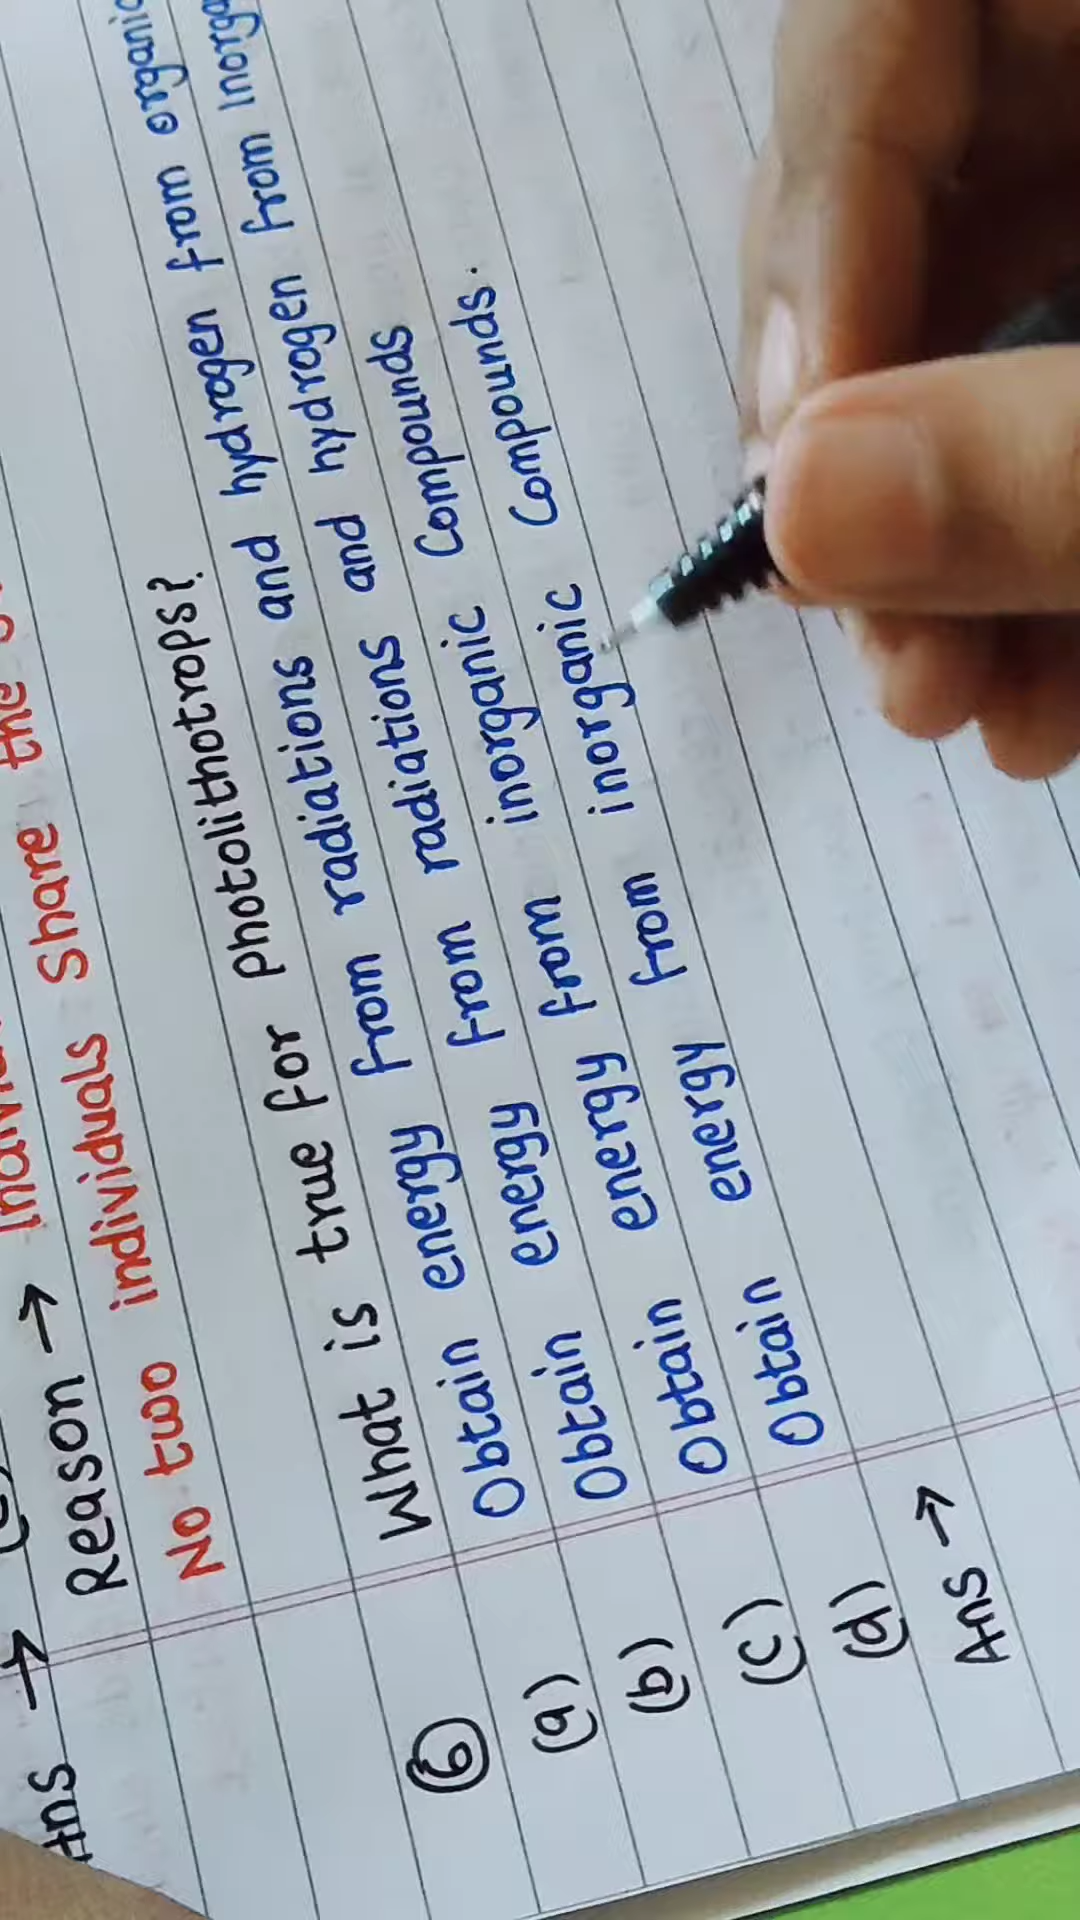 Ans →
Reason →
No two individuals share the
6 What is true for photolithotrops?
(a) Obtain energy from radiations and hydrogen from organic
(b) Obtain energy from radiations and hydrogen from inorga
(c) Obtain energy from inorganic compounds
(d) Obtain energy from inorganic compounds.
Ans →